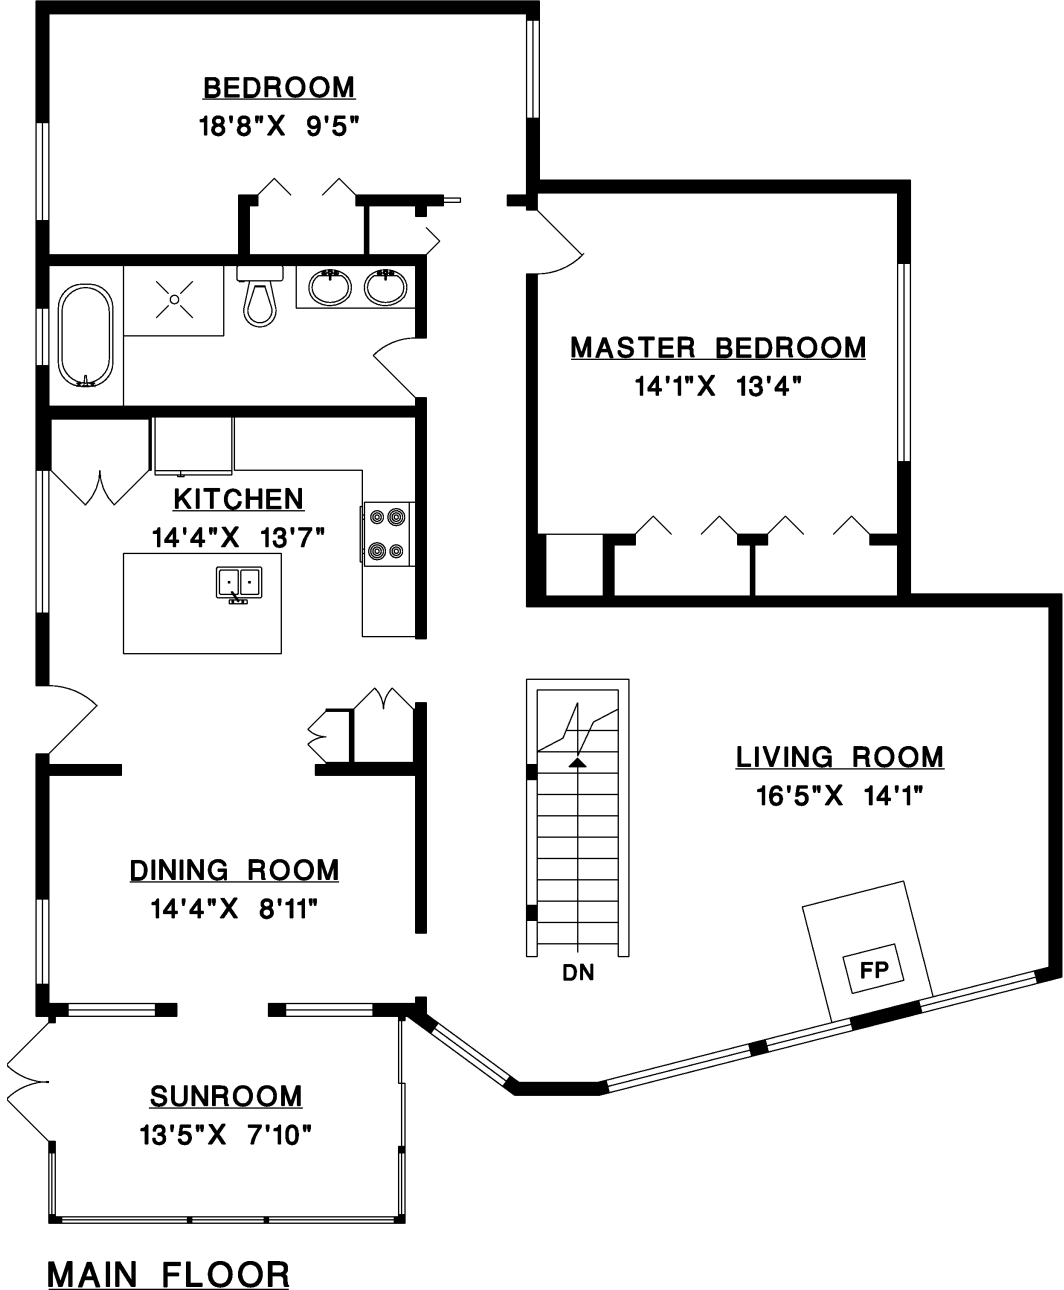 BEDROOM
18'8"X 9'5"
MASTER BEDROOM
14'1"X 13'4"
KITCHEN
14'4"X 13'7"
LIVING ROOM
16'5"X 14'1"
DINING ROOM
14'4"X 8'11"
DN
FP
SUNROOM
13'5"X 7'10"
MAIN FLOOR